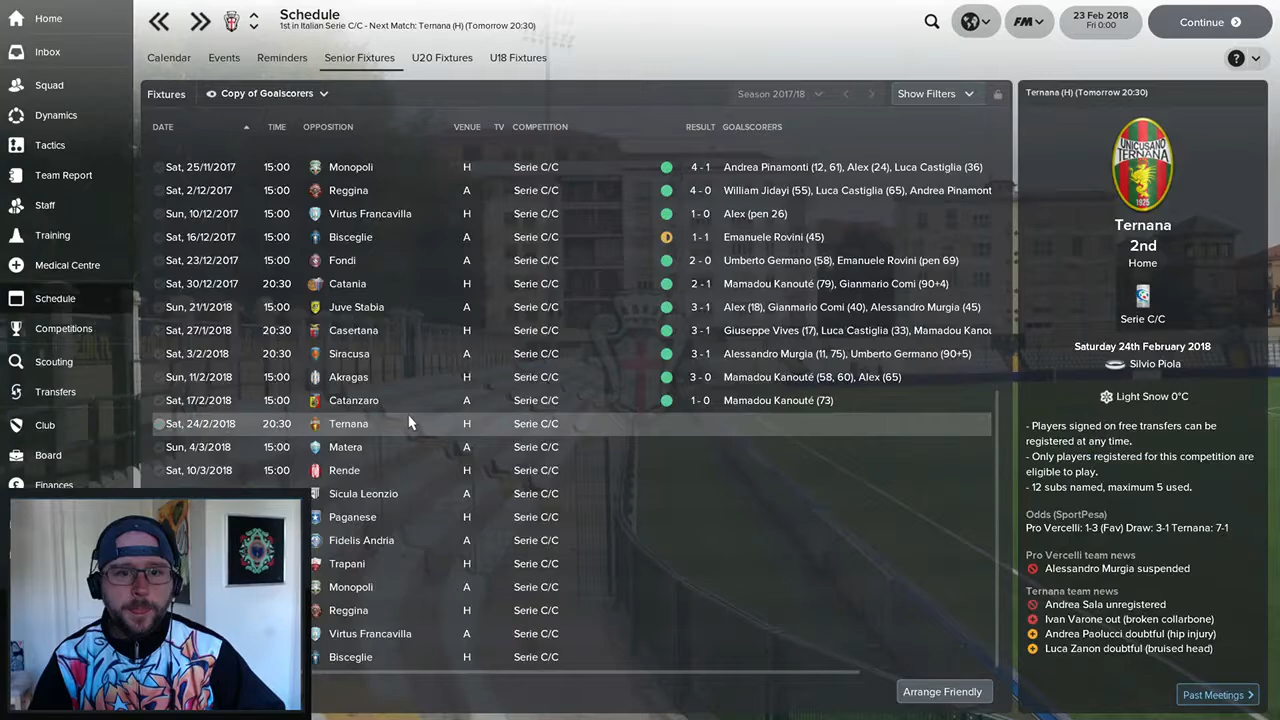 Home
Inbox
Squad
Dynamics
Tactics
Team Report
Staff
Training
Medical Centre
Schedule
Competitions
Scouting
Transfers
Club
Board
Finances
Schedule
1st in Italian Serie C/C - Next Match: Ternana (H) (Tomorrow 20:30)
FM
23 Feb 2018
Fri 0:00
Continue
Calendar Events Reminders Senior Fixtures U20 Fixtures U18 Fixtures
?
Fixtures Copy of Goalscorers Season 2017/18 Show Filters
DATE TIME OPPOSITION VENUE TV COMPETITION RESULT GOALSCORERS
Sat, 25/11/2017 15:00 Monopoli H Serie C/C 4 - 1 Andrea Pinamonti (12, 61), Alex (24), Luca Castiglia (36)
Sat, 2/12/2017 15:00 Reggina A Serie C/C 4 - 0 William Jidayi (55), Luca Castiglia (65), Andrea Pinamont
Sun, 10/12/2017 15:00 Virtus Francavilla H Serie C/C 1 - 0 Alex (pen 26)
Sat, 16/12/2017 15:00 Bisceglie A Serie C/C 1 - 1 Emanuele Rovini (45)
Sat, 23/12/2017 15:00 Fondi A Serie C/C 2 - 0 Umberto Germano (58), Emanuele Rovini (pen 69)
Sat, 30/12/2017 20:30 Catania H Serie C/C 2 - 1 Mamadou Kanouté (79), Gianmario Comi (90+4)
Sun, 21/1/2018 15:00 Juve Stabia A Serie C/C 3 - 1 Alex (18), Gianmario Comi (40), Alessandro Murgia (45)
Sat, 27/1/2018 20:30 Casertana H Serie C/C 3 - 1 Giuseppe Vives (17), Luca Castiglia (33), Mamadou Kanou
Sat, 3/2/2018 20:30 Siracusa A Serie C/C 3 - 1 Alessandro Murgia (11, 75), Umberto Germano (90+5)
Sun, 11/2/2018 15:00 Akragas H Serie C/C 3 - 0 Mamadou Kanouté (58, 60), Alex (65)
Sat, 17/2/2018 15:00 Catanzaro A Serie C/C 1 - 0 Mamadou Kanouté (73)
Sat, 24/2/2018 20:30 Ternana H Serie C/C
Sun, 4/3/2018 15:00 Matera A Serie C/C
Sat, 10/3/2018 15:00 Rende H Serie C/C
Sicula Leonzio A Serie C/C
Paganese H Serie C/C
Fidelis Andria A Serie C/C
Trapani H Serie C/C
Monopoli A Serie C/C
Reggina H Serie C/C
Virtus Francavilla A Serie C/C
Bisceglie H Serie C/C
Arrange Friendly
Ternana (H) (Tomorrow 20:30)
UNICUSANO
TERNANA
1925
Ternana
2nd
Home
Serie C/C
Saturday 24th February 2018
Silvio Piola
Light Snow 0°C
- Players signed on free transfers can be
registered at any time.
- Only players registered for this competition are
eligible to play.
- 12 subs named, maximum 5 used.
Odds (SportPesa)
Pro Vercelli: 1-3 (Fav) Draw: 3-1 Ternana: 7-1
Pro Vercelli team news
Alessandro Murgia suspended
Ternana team news
Andrea Sala unregistered
Ivan Varone out (broken collarbone)
Andrea Paolucci doubtful (hip injury)
Luca Zanon doubtful (bruised head)
Past Meetings